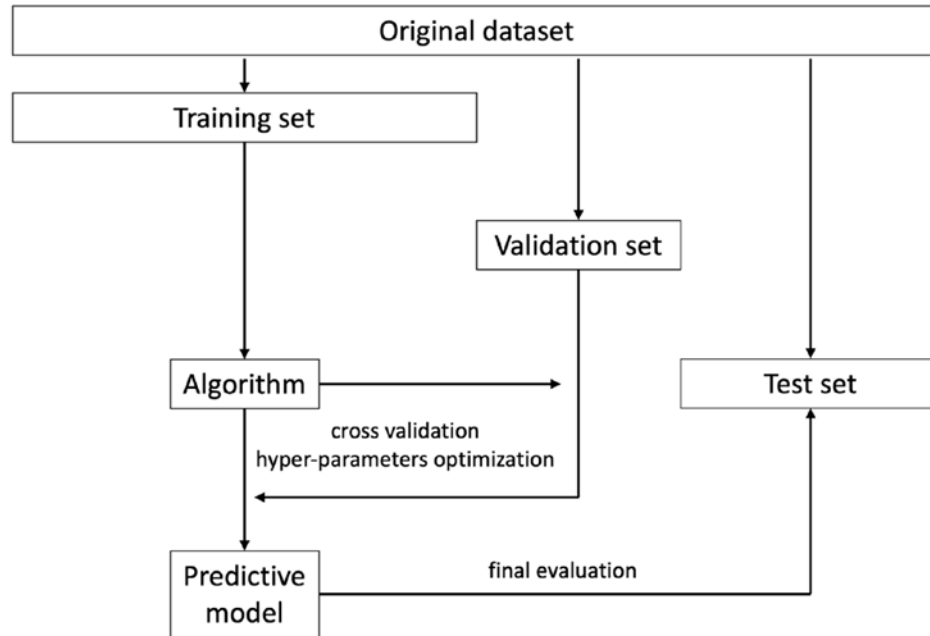 Original dataset
Training set
Validation set
Algorithm
Test set
cross validation
hyper-parameters optimization
Predictive
model
final evaluation